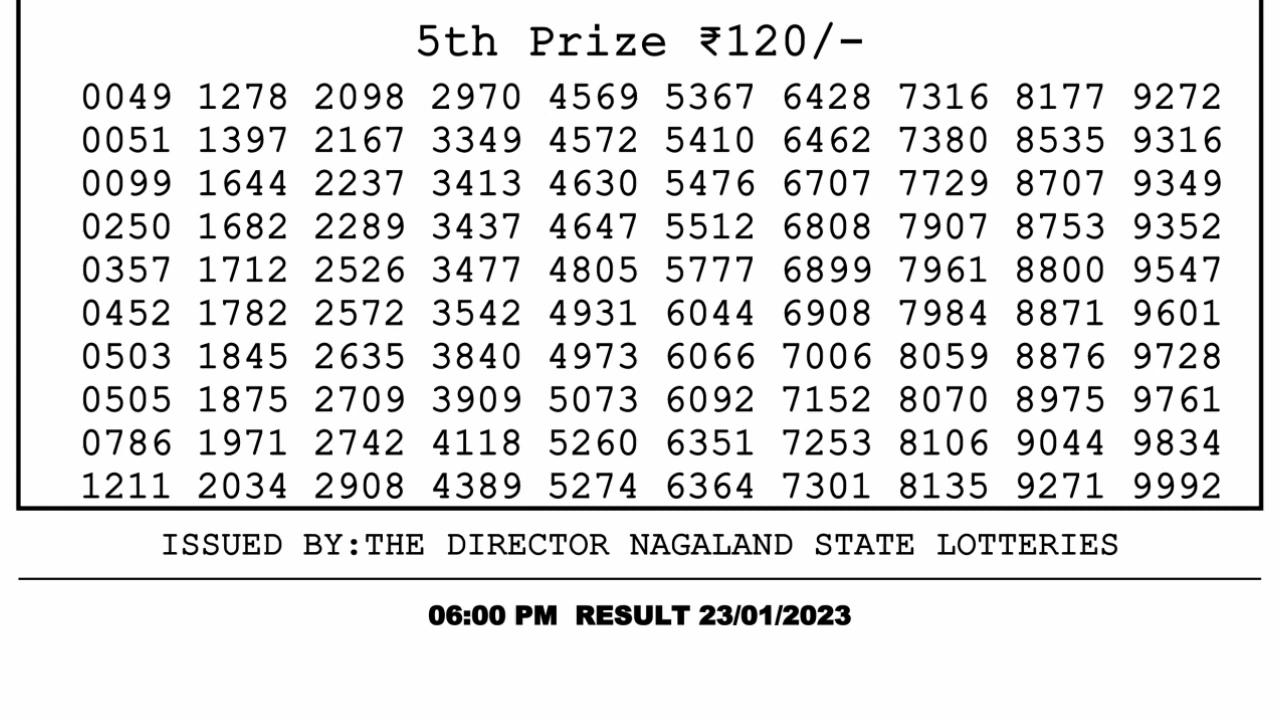 5th Prize ₹120/-
0049 1278 2098 2970 4569 5367 6428 7316 8177 9272
0051 1397 2167 3349 4572 5410 6462 7380 8535 9316
0099 1644 2237 3413 4630 5476 6707 7729 8707 9349
0250 1682 2289 3437 4647 5512 6808 7907 8753 9352
0357 1712 2526 3477 4805 5777 6899 7961 8800 9547
0452 1782 2572 3542 4931 6044 6908 7984 8871 9601
0503 1845 2635 3840 4973 6066 7006 8059 8876 9728
0505 1875 2709 3909 5073 6092 7152 8070 8975 9761
0786 1971 2742 4118 5260 6351 7253 8106 9044 9834
1211 2034 2908 4389 5274 6364 7301 8135 9271 9992
ISSUED BY:THE DIRECTOR NAGALAND STATE LOTTERIES
06:00 PM RESULT 23/01/2023